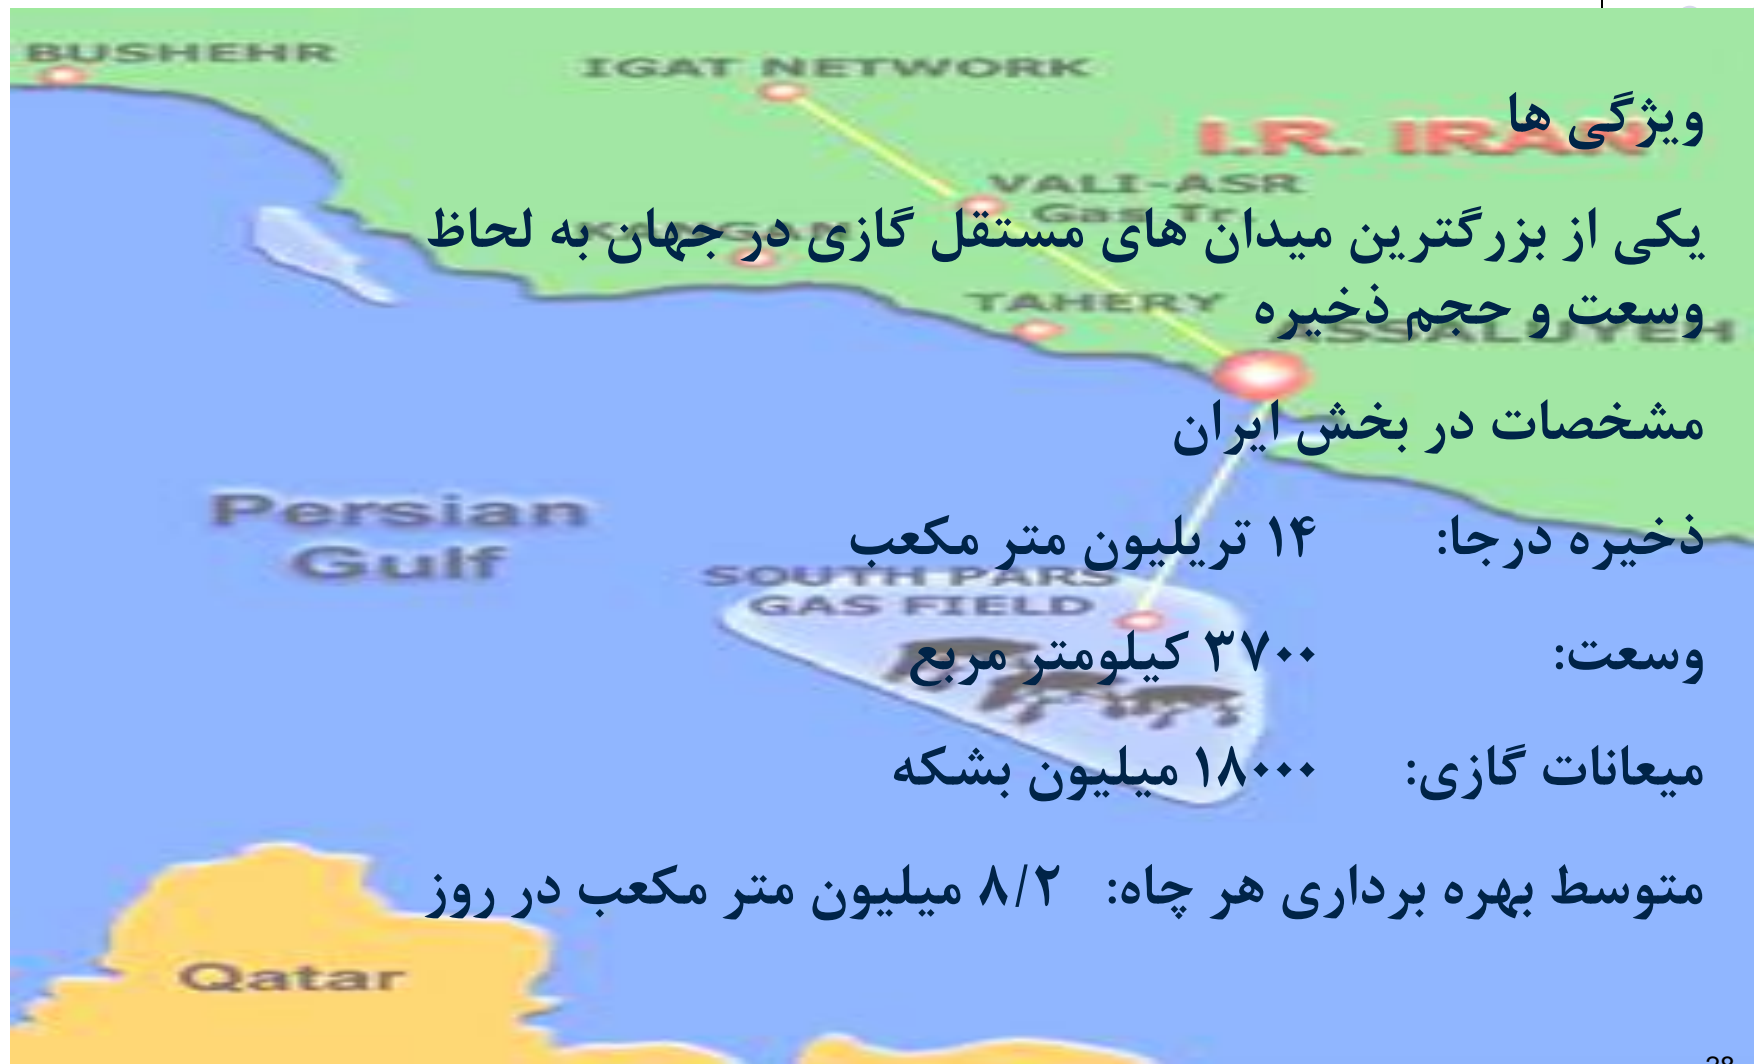 BUSHEHR
IGAT NETWORK
ویژگی ها
I.R. IRAN
VALI-ASR
Gas Tr.
یکی از بزرگترین میدان های مستقل گازی در جهان به لحاظ
وسعت و حجم ذخیره
TAHERY
ASSALUYEH
مشخصات در بخش ایران
Persian
Gulf
ذخیره درجا: ۱۴ تریلیون متر مکعب
SOUTH PARS
GAS FIELD
وسعت: ۳۷۰۰ کیلومتر مربع
میعانات گازی: ۱۸۰۰۰ میلیون بشکه
متوسط بهره برداری هر چاه: ۸/۲ میلیون متر مکعب در روز
Qatar